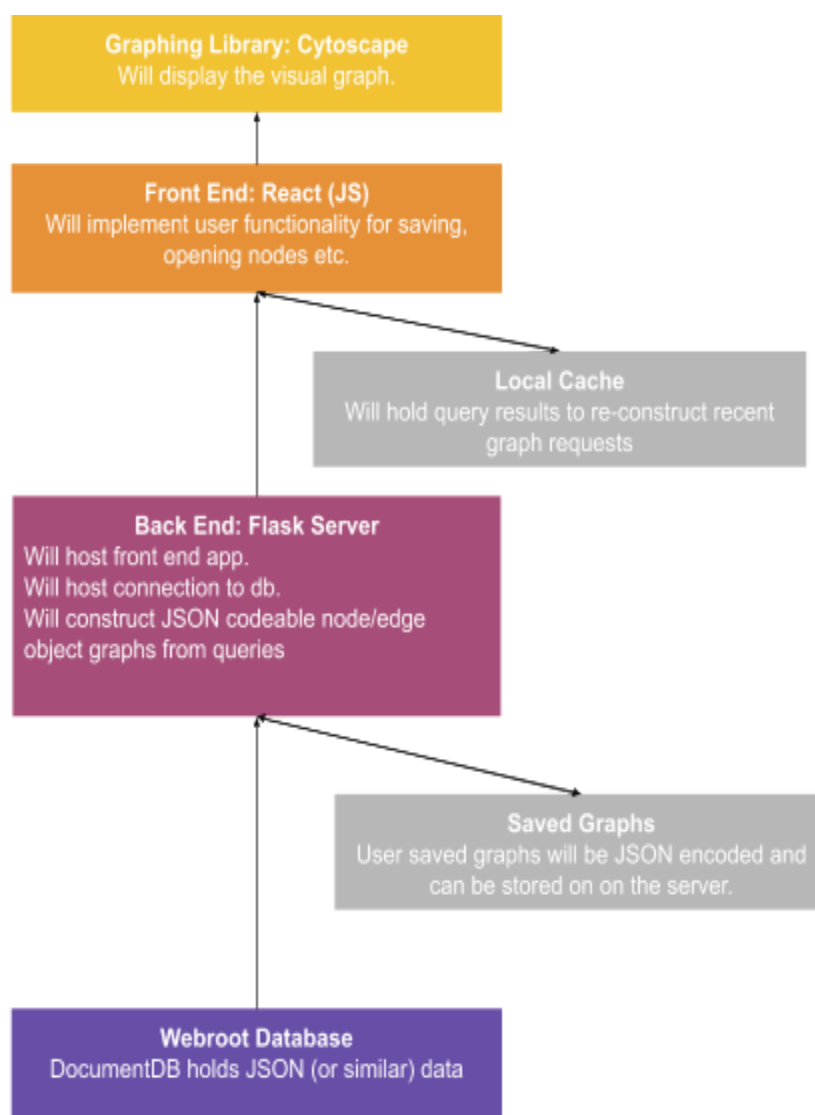 Graphing Library: Cytoscape
Will display the visual graph.
Front End: React (JS)
Will implement user functionality for saving,
opening nodes etc.
Local Cache
Will hold query results to re-construct recent
graph requests
Back End: Flask Server
Will host front end app.
Will host connection to db.
Will construct JSON codeable node/edge
object graphs from queries
Saved Graphs
User saved graphs will be JSON encoded and
can be stored on on the server.
Webroot Database
DocumentDB holds JSON (or similar) data